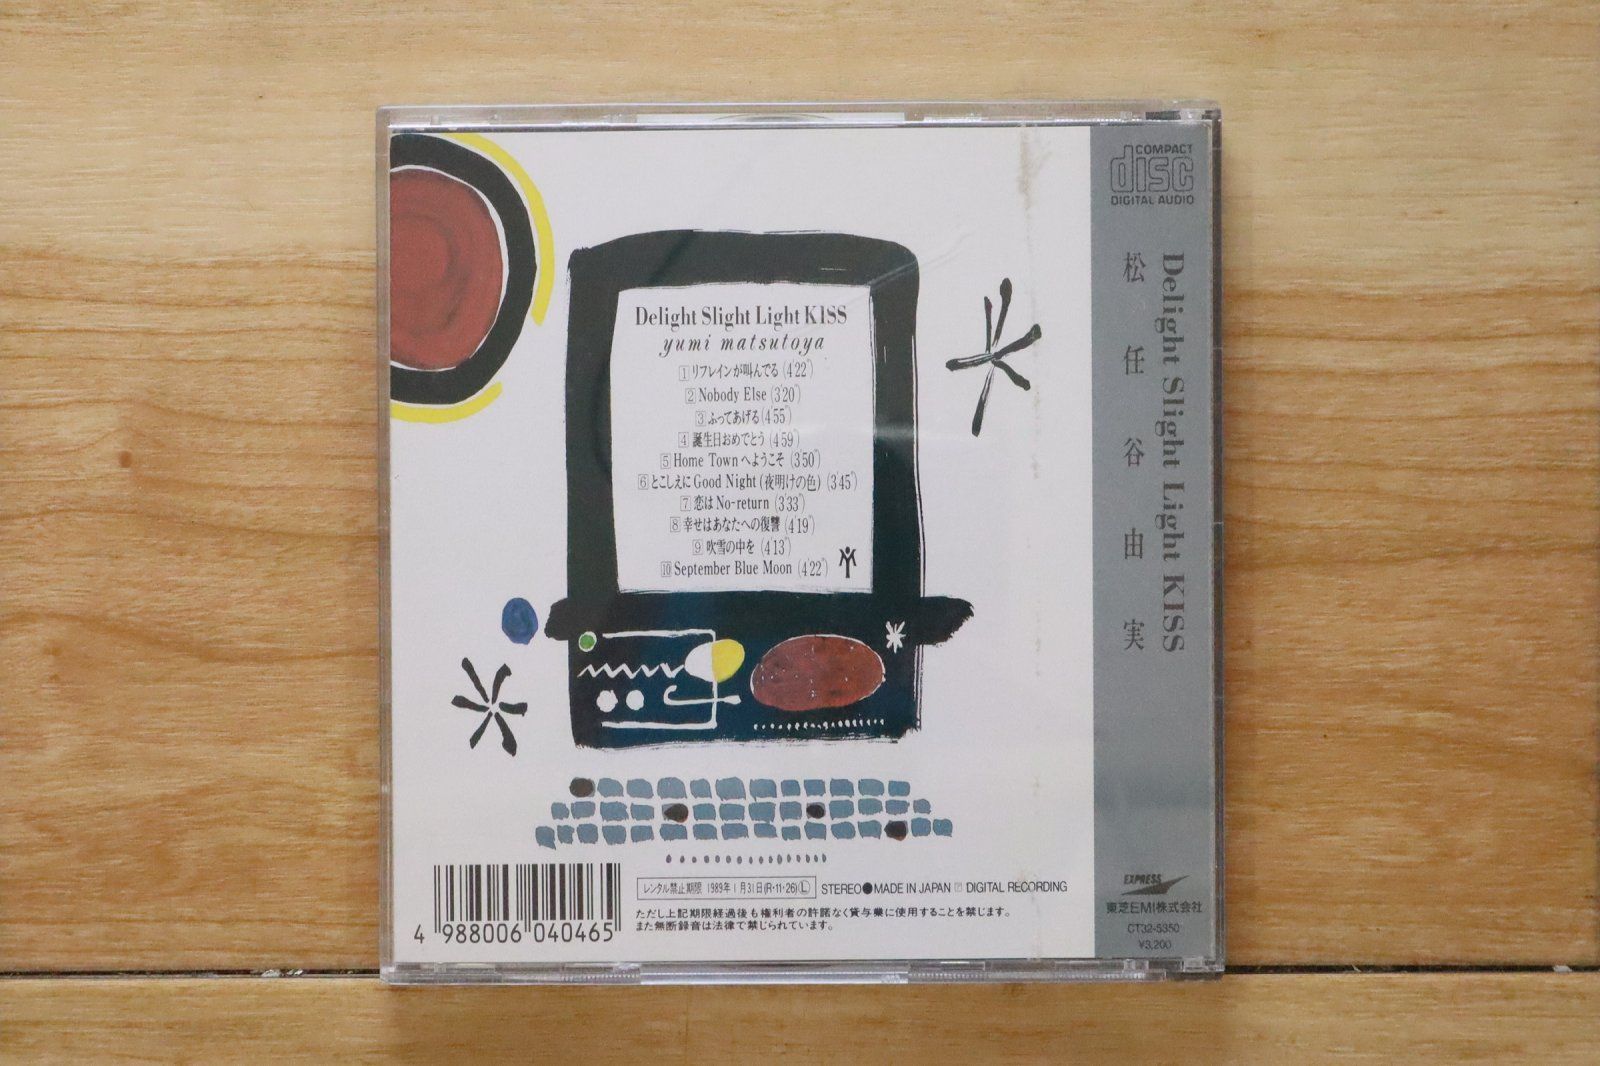 Delight Slight Light KISS
yumi matsutoya
1 リフレインが叫んでる (4'22")
2 Nobody Else (3'20")
3 ふってあげる (4'55")
4 誕生日おめでとう (4'59")
5 Home Townへようこそ (3'50")
6 とこしえにGood Night (夜明けの色) (3'45")
7 恋はNo-return (3'33")
8 幸せはあなたへの復讐 (4'19")
9 吹雪の中を (4'13")
10 September Blue Moon (4'22")
4 988006 040465
レンタル禁止期限 1989年1月31日(R・11・26)Ⓛ STEREO●MADE IN JAPAN Ⓟ DIGITAL RECORDING
ただし上記期限経過後も権利者の許諾なく貸与業に使用することを禁じます。
また無断録音は法律で禁じられています。
COMPACT
disc
DIGITAL AUDIO
Delight Slight Light KISS
松任谷由実
EXPRESS
東芝EMI株式会社
CT32-5350
¥3,200